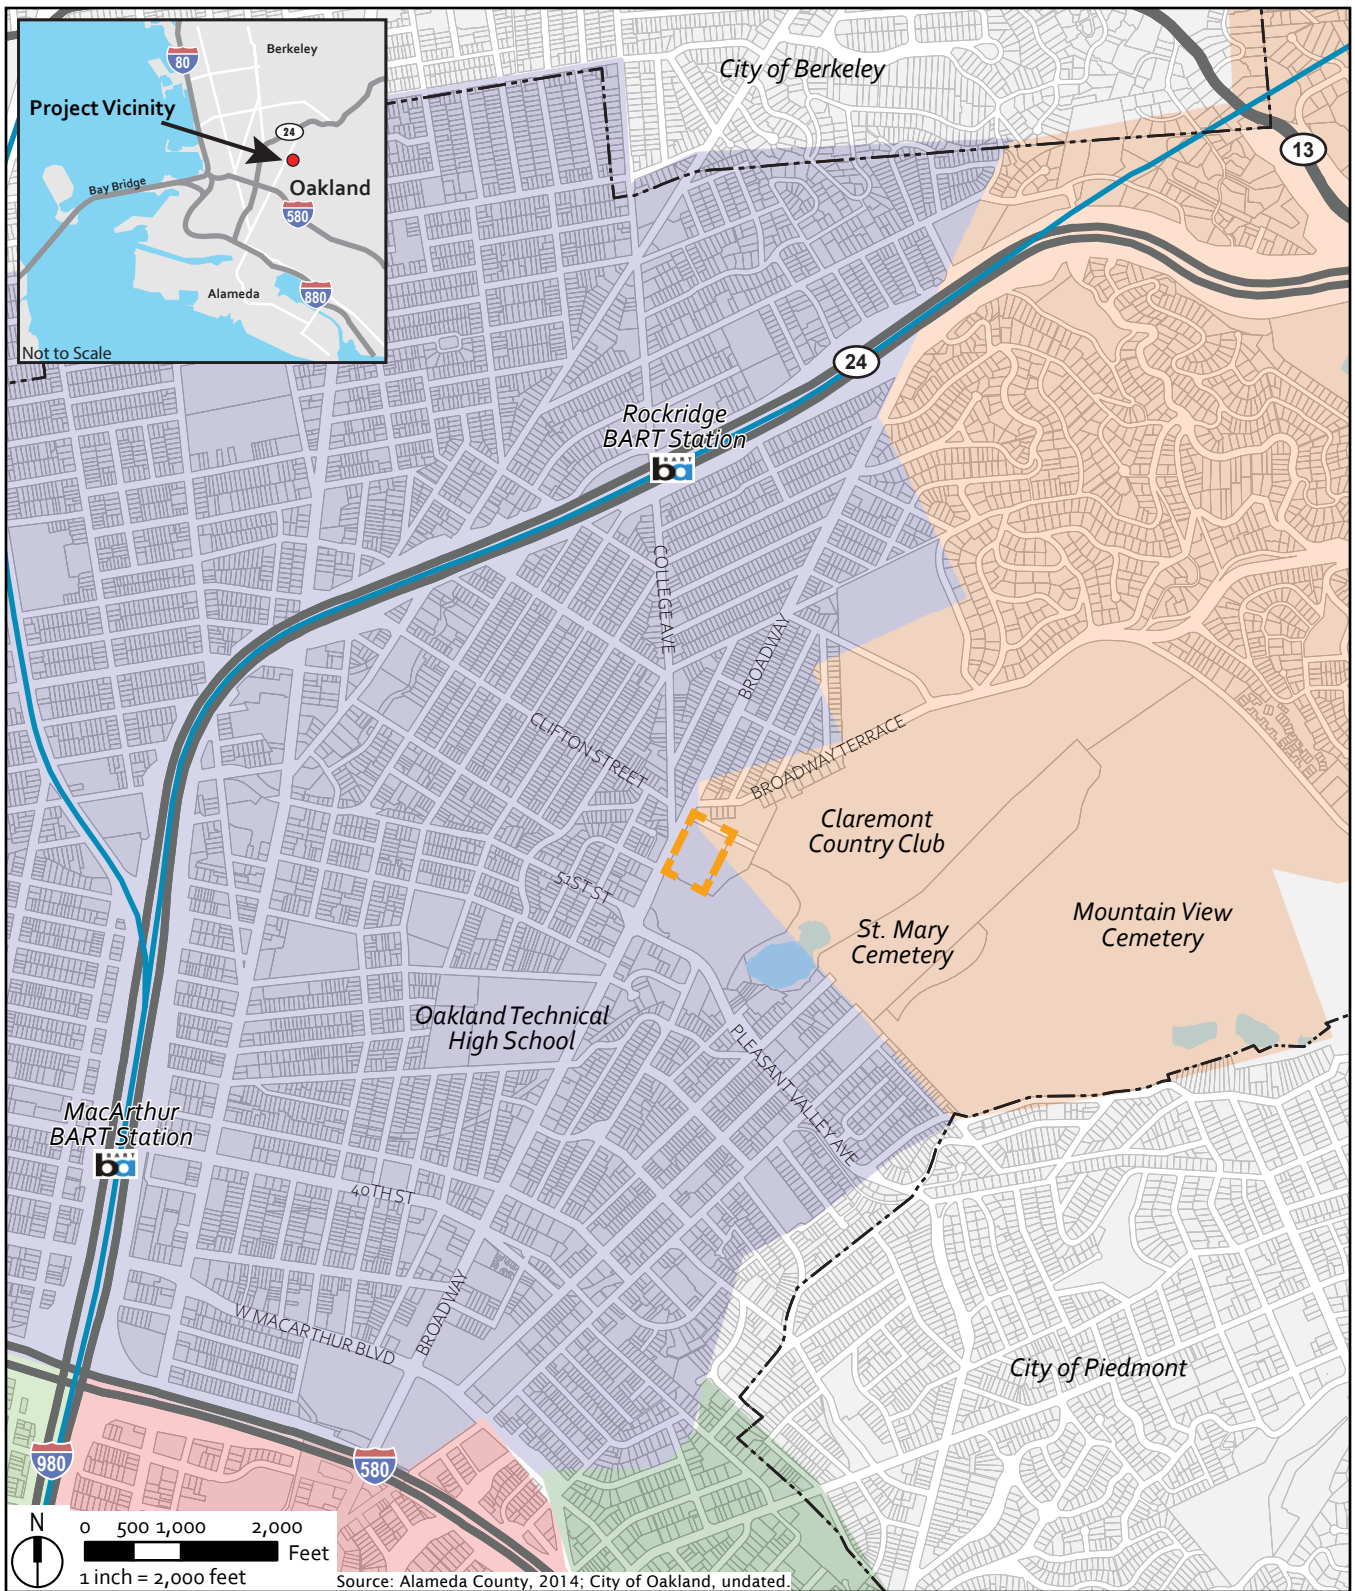 80
Berkeley
Project Vicinity
24
Bay Bridge
Oakland
580
Alameda
880
Not to Scale
City of Berkeley
13
24
Rockridge
BART Station
BART
ba
COLLEGE AVE
BROADWAY
CLIFTON STREET
BROADWAY TERRACE
Claremont
Country Club
51ST ST
St. Mary
Cemetery
Mountain View
Cemetery
Oakland Technical
High School
PLEASANT VALLEY AVE
MacArthur
BART Station
BART
ba
40TH ST
W MACARTHUR BLVD
BROADWAY
City of Piedmont
980
580
N
0 500 1,000 2,000
Feet
1 inch = 2,000 feet
Source: Alameda County, 2014; City of Oakland, undated.